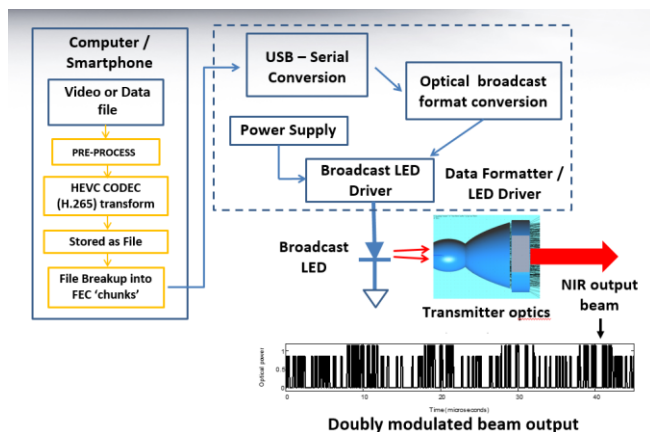 Computer /
Smartphone
Video or Data
file
PRE-PROCESS
HEVC CODEC
(H.265) transform
Stored as File
File Breakup into
FEC ‘chunks’
USB – Serial
Conversion
Optical broadcast
format conversion
Power Supply
Broadcast LED
Driver
Data Formatter /
LED Driver
Broadcast
LED
Transmitter optics
NIR output
beam
Optical power
1
0.5
0
0
10
20
30
40
Time(microseconds)
Doubly modulated beam output